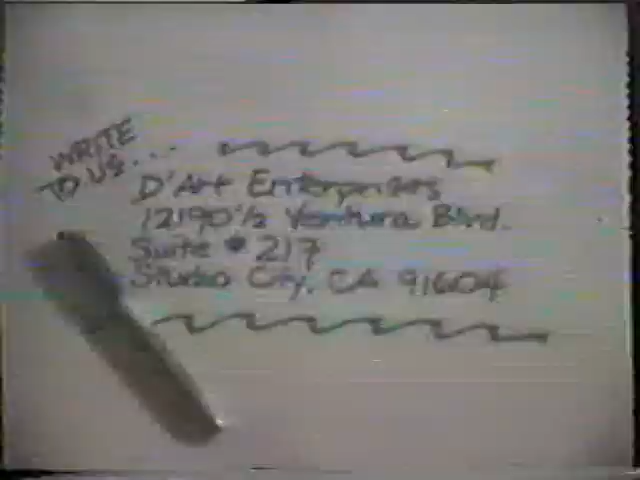 WRITE
TO US...
D'Art Enterprises
12190½ Ventura Blvd.
Suite # 217
Studio City, CA 91604